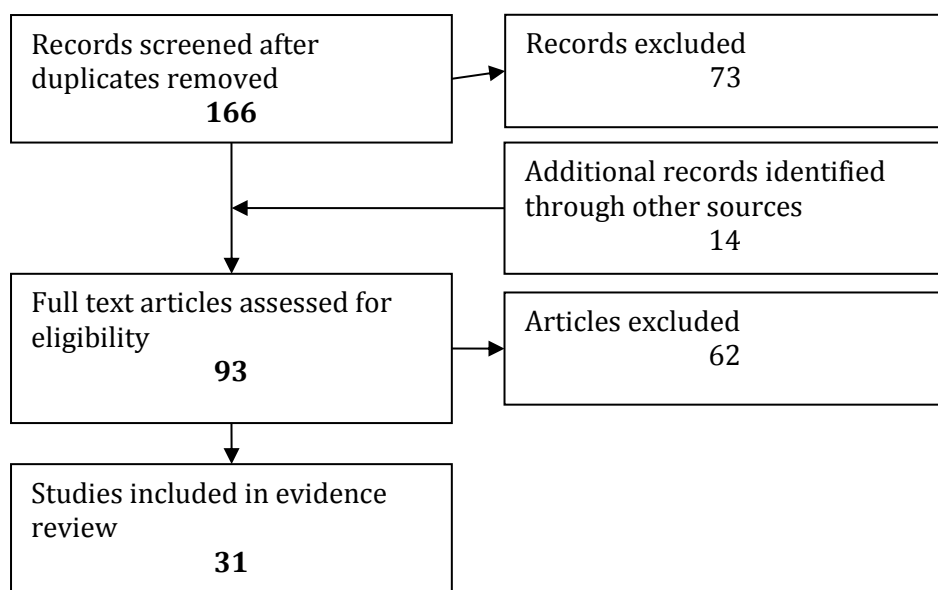 Records screened after
duplicates removed
166
Records excluded
73
Additional records identified
through other sources
14
Full text articles assessed for
eligibility
93
Articles excluded
62
Studies included in evidence
review
31